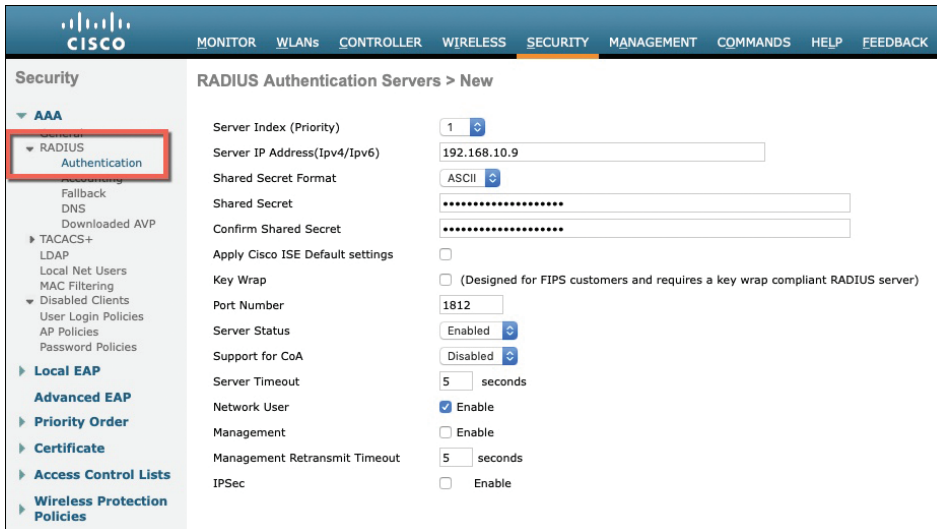 CISCO
MONITOR WLANs CONTROLLER WIRELESS SECURITY MANAGEMENT COMMANDS HELP FEEDBACK
Security
AAA
General
RADIUS
Authentication
Accounting
Fallback
DNS
Downloaded AVP
TACACS+
LDAP
Local Net Users
MAC Filtering
Disabled Clients
User Login Policies
AP Policies
Password Policies
Local EAP
Advanced EAP
Priority Order
Certificate
Access Control Lists
Wireless Protection
Policies
RADIUS Authentication Servers > New
Server Index (Priority) 1
Server IP Address(Ipv4/Ipv6) 192.168.10.9
Shared Secret Format ASCII
Shared Secret ••••••••••••••••••••
Confirm Shared Secret ••••••••••••••••••••
Apply Cisco ISE Default settings
Key Wrap (Designed for FIPS customers and requires a key wrap compliant RADIUS server)
Port Number 1812
Server Status Enabled
Support for CoA Disabled
Server Timeout 5 seconds
Network User Enable
Management Enable
Management Retransmit Timeout 5 seconds
IPSec Enable